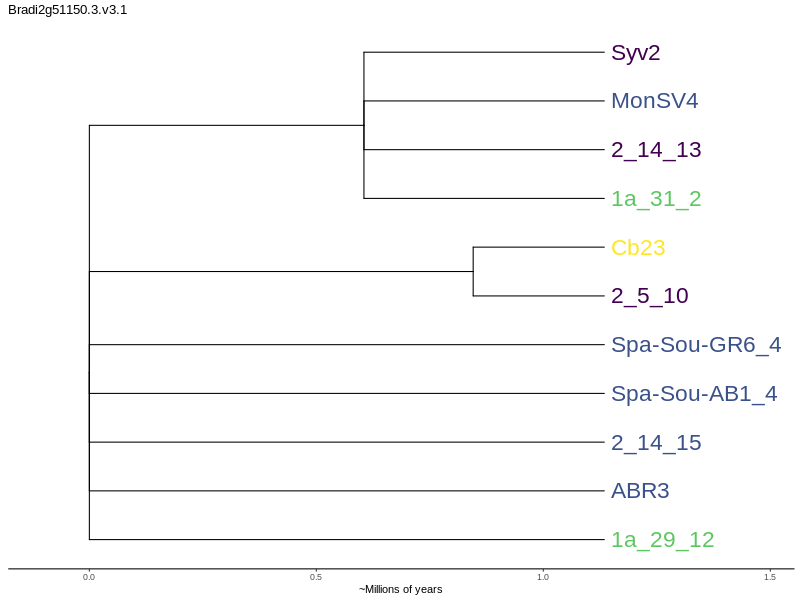 Bradi2g51150.3.v3.1
Syv2
MonSV4
2_14_13
1a_31_2
Cb23
2_5_10
Spa-Sou-GR6_4
Spa-Sou-AB1_4
2_14_15
ABR3
1a_29_12
0.0 0.5 1.0 1.5
~Millions of years